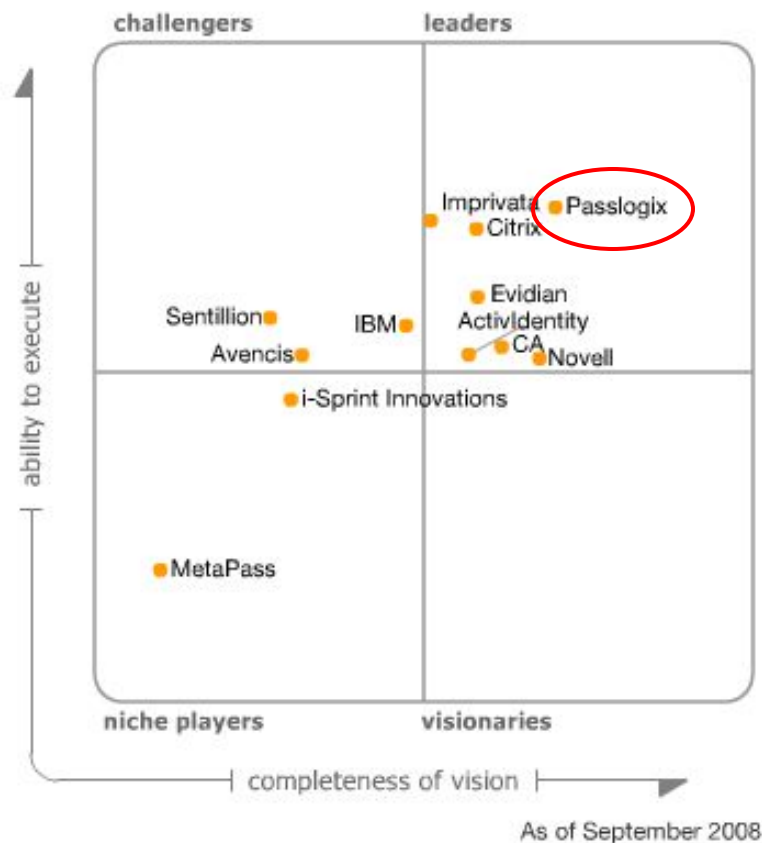 challengers
leaders
Imprivata
Passlogix
Citrix
Evidian
Sentillion
IBM
ActivIdentity
CA
Avencis
Novell
i-Sprint Innovations
ability to execute
MetaPass
niche players
visionaries
completeness of vision
As of September 2008